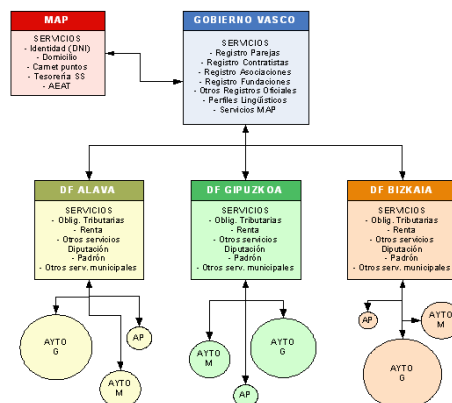 MAP
SERVICIOS
- Identidad (DNI)
- Domicilio
- Carnet puntos
- Tesorería SS
- AEAT
GOBIERNO VASCO
SERVICIOS
- Registro Parejas
- Registro Contratistas
- Registro Asociaciones
- Registro Fundaciones
- Otros Registros Oficiales
- Perfiles Lingüísticos
- Servicios MAP
DF ALAVA
SERVICIOS
- Oblig. Tributarias
- Renta
- Otros servicios
Diputación
- Padrón
- Otros serv. municipales
DF GIPUZKOA
SERVICIOS
- Oblig. Tributarias
- Renta
- Otros servicios
Diputación
- Padrón
- Otros serv. municipales
DF BIZKAIA
SERVICIOS
- Oblig. Tributarias
- Renta
- Otros servicios
Diputación
- Padrón
- Otros serv. municipales
AYTO
G
AP
AYTO
M
AYTO
M
AYTO
G
AP
AP
AYTO
M
AYTO
G